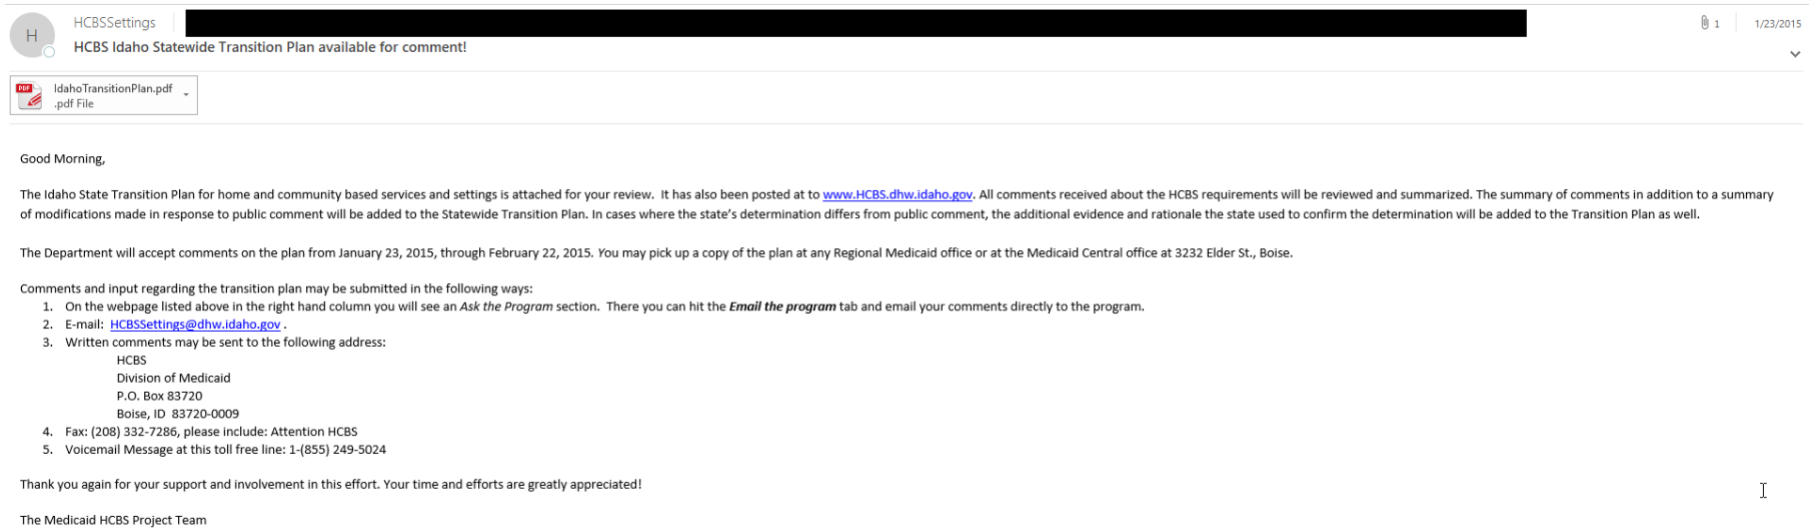 H
HCBSSettings
1
1/23/2015
HCBS Idaho Statewide Transition Plan available for comment!
PDF
IdahoTransitionPlan.pdf
.pdf File
Good Morning,
The Idaho State Transition Plan for home and community based services and settings is attached for your review.  It has also been posted at to www.HCBS.dhw.idaho.gov. All comments received about the HCBS requirements will be reviewed and summarized. The summary of comments in addition to a summary
of modifications made in response to public comment will be added to the Statewide Transition Plan. In cases where the state's determination differs from public comment, the additional evidence and rationale the state used to confirm the determination will be added to the Transition Plan as well.
The Department will accept comments on the plan from January 23, 2015, through February 22, 2015. You may pick up a copy of the plan at any Regional Medicaid office or at the Medicaid Central office at 3232 Elder St., Boise.
Comments and input regarding the transition plan may be submitted in the following ways:
1. On the webpage listed above in the right hand column you will see an Ask the Program section.  There you can hit the Email the program tab and email your comments directly to the program.
2. E-mail:  HCBSSettings@dhw.idaho.gov .
3. Written comments may be sent to the following address:
HCBS
Division of Medicaid
P.O. Box 83720
Boise, ID  83720-0009
4. Fax: (208) 332-7286, please include: Attention HCBS
5. Voicemail Message at this toll free line: 1-(855) 249-5024
Thank you again for your support and involvement in this effort. Your time and efforts are greatly appreciated!
The Medicaid HCBS Project Team